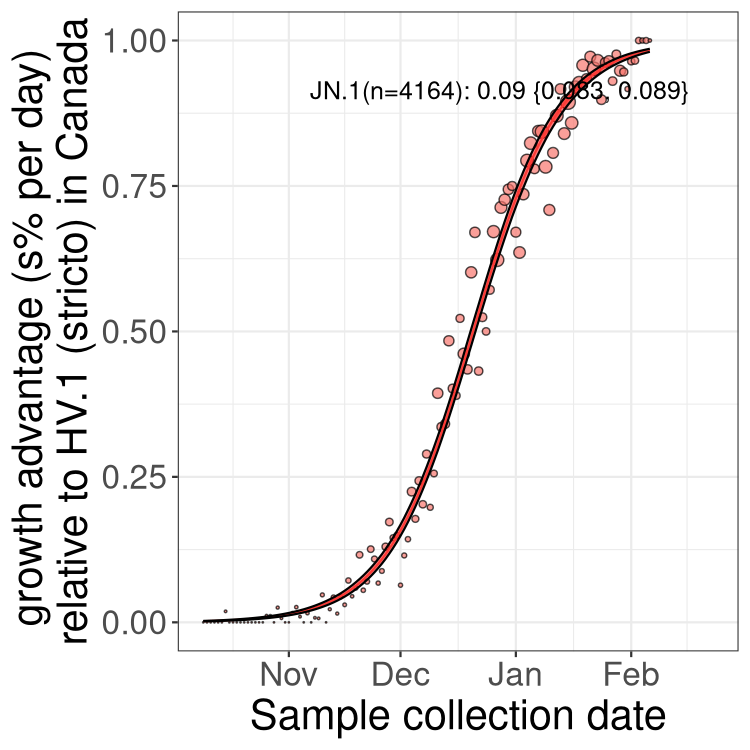 growth advantage (s% per day)
relative to HV.1 (stricto) in Canada
1.00
0.75
0.50
0.25
0.00
JN.1(n=4164): 0.09 {0.083, 0.089}
Nov Dec Jan Feb
Sample collection date